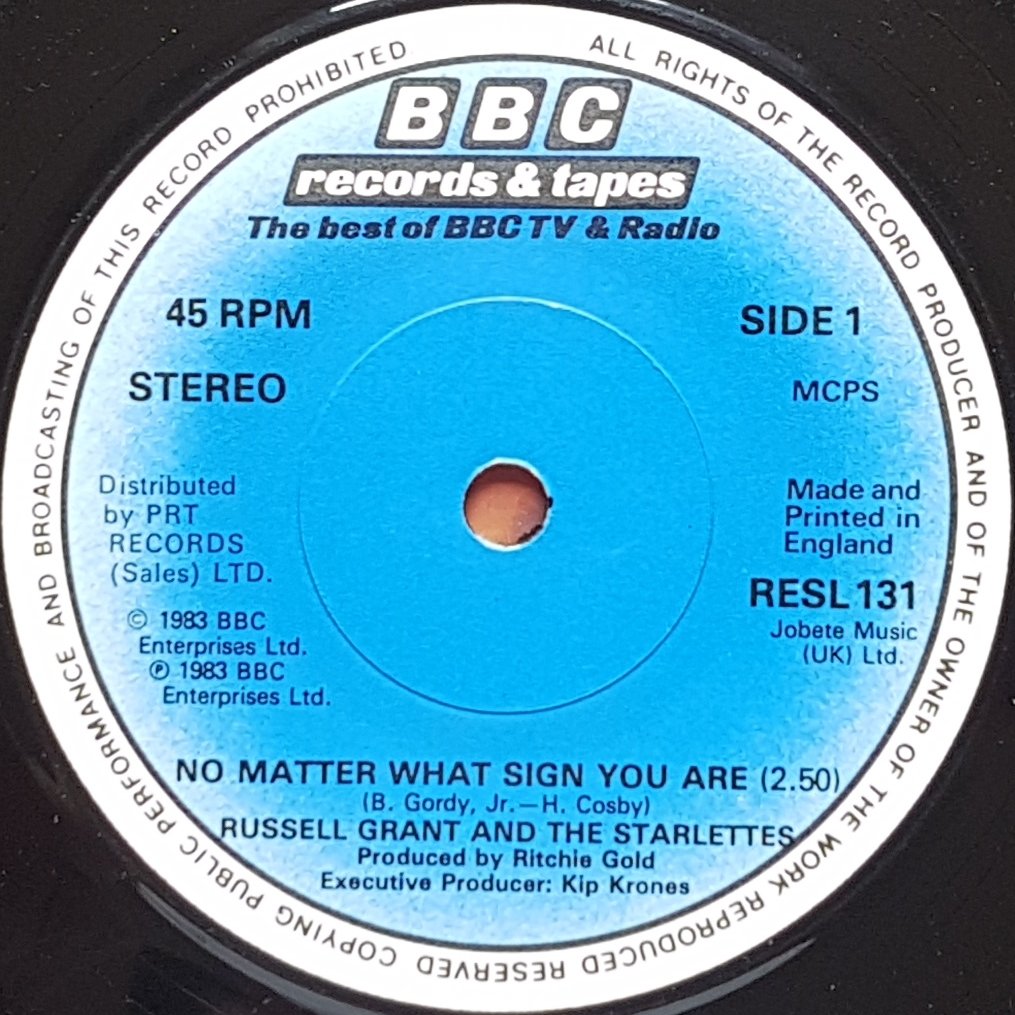 ALL RIGHTS OF THE RECORD PRODUCER AND OF THE OWNER OF THE WORK REPRODUCED RESERVED COPYING PUBLIC PERFORMANCE AND BROADCASTING OF THIS RECORD PROHIBITED
BBC
records & tapes
The best of BBC TV & Radio
45 RPM
STEREO
SIDE 1
MCPS
Distributed
by PRT
RECORDS
(Sales) LTD.
© 1983 BBC
Enterprises Ltd.
℗ 1983 BBC
Enterprises Ltd.
Made and
Printed in
England
RESL 131
Jobete Music
(UK) Ltd.
NO MATTER WHAT SIGN YOU ARE (2.50)
(B. Gordy, Jr.—H. Cosby)
RUSSELL GRANT AND THE STARLETTES
Produced by Ritchie Gold
Executive Producer: Kip Krones